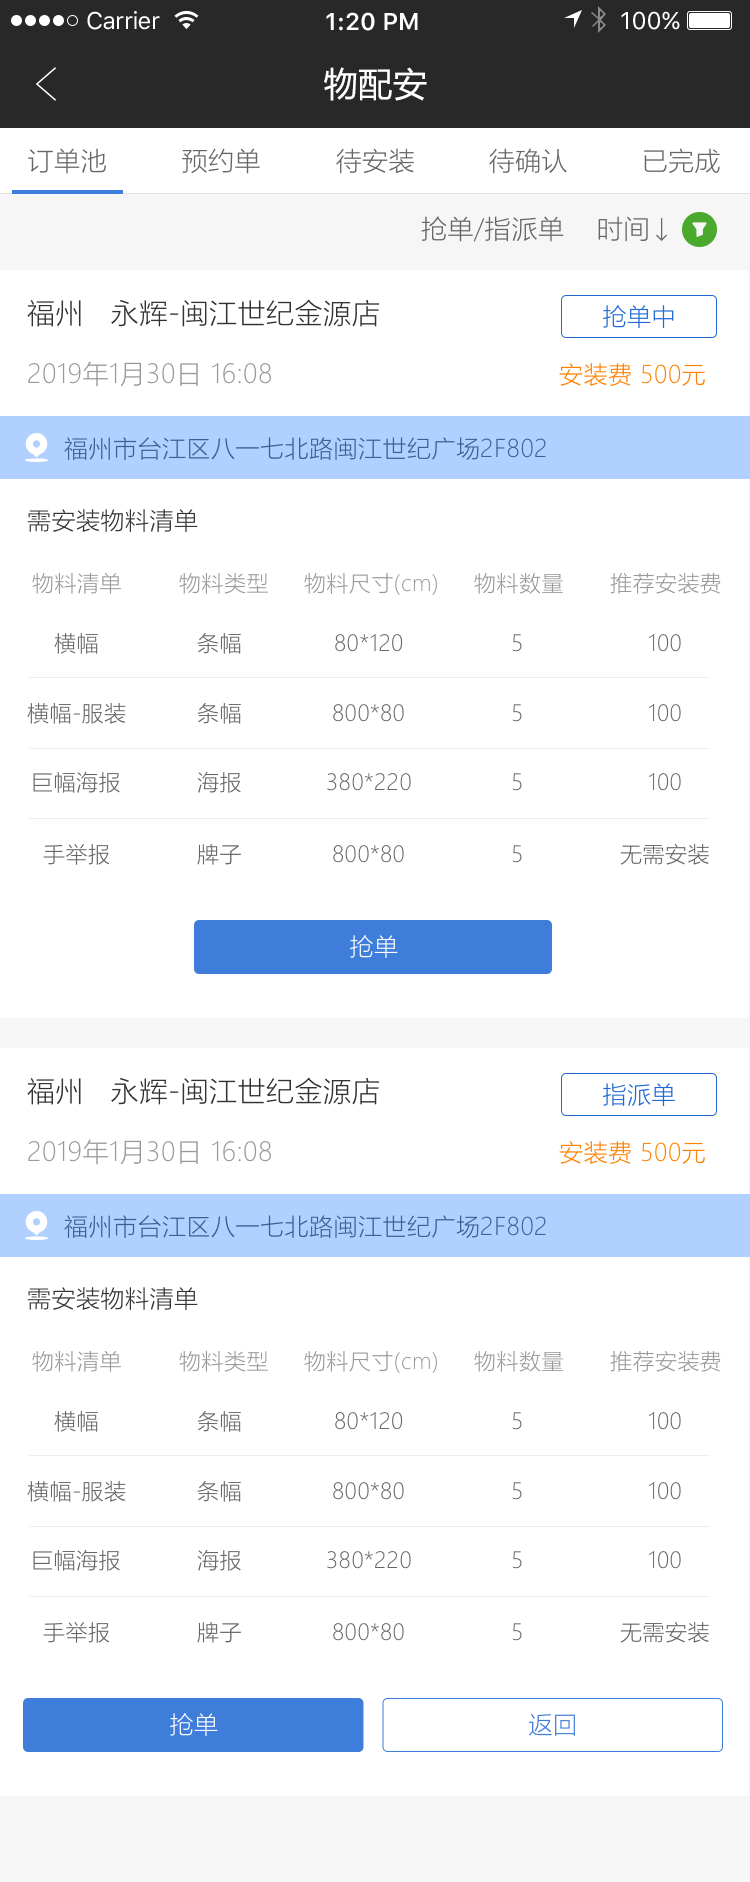 Carrier 1:20 PM 100%
物配安
订单池 预约单 待安装 待确认 已完成
抢单/指派单 时间↓
福州 永辉-闽江世纪金源店 抢单中
2019年1月30日 16:08 安装费 500元
福州市台江区八一七北路闽江世纪广场2F802
需安装物料清单
物料清单 物料类型 物料尺寸(cm) 物料数量 推荐安装费
横幅 条幅 80*120 5 100
横幅-服装 条幅 800*80 5 100
巨幅海报 海报 380*220 5 100
手举报 牌子 800*80 5 无需安装
抢单
福州 永辉-闽江世纪金源店 指派单
2019年1月30日 16:08 安装费 500元
福州市台江区八一七北路闽江世纪广场2F802
需安装物料清单
物料清单 物料类型 物料尺寸(cm) 物料数量 推荐安装费
横幅 条幅 80*120 5 100
横幅-服装 条幅 800*80 5 100
巨幅海报 海报 380*220 5 100
手举报 牌子 800*80 5 无需安装
抢单 返回